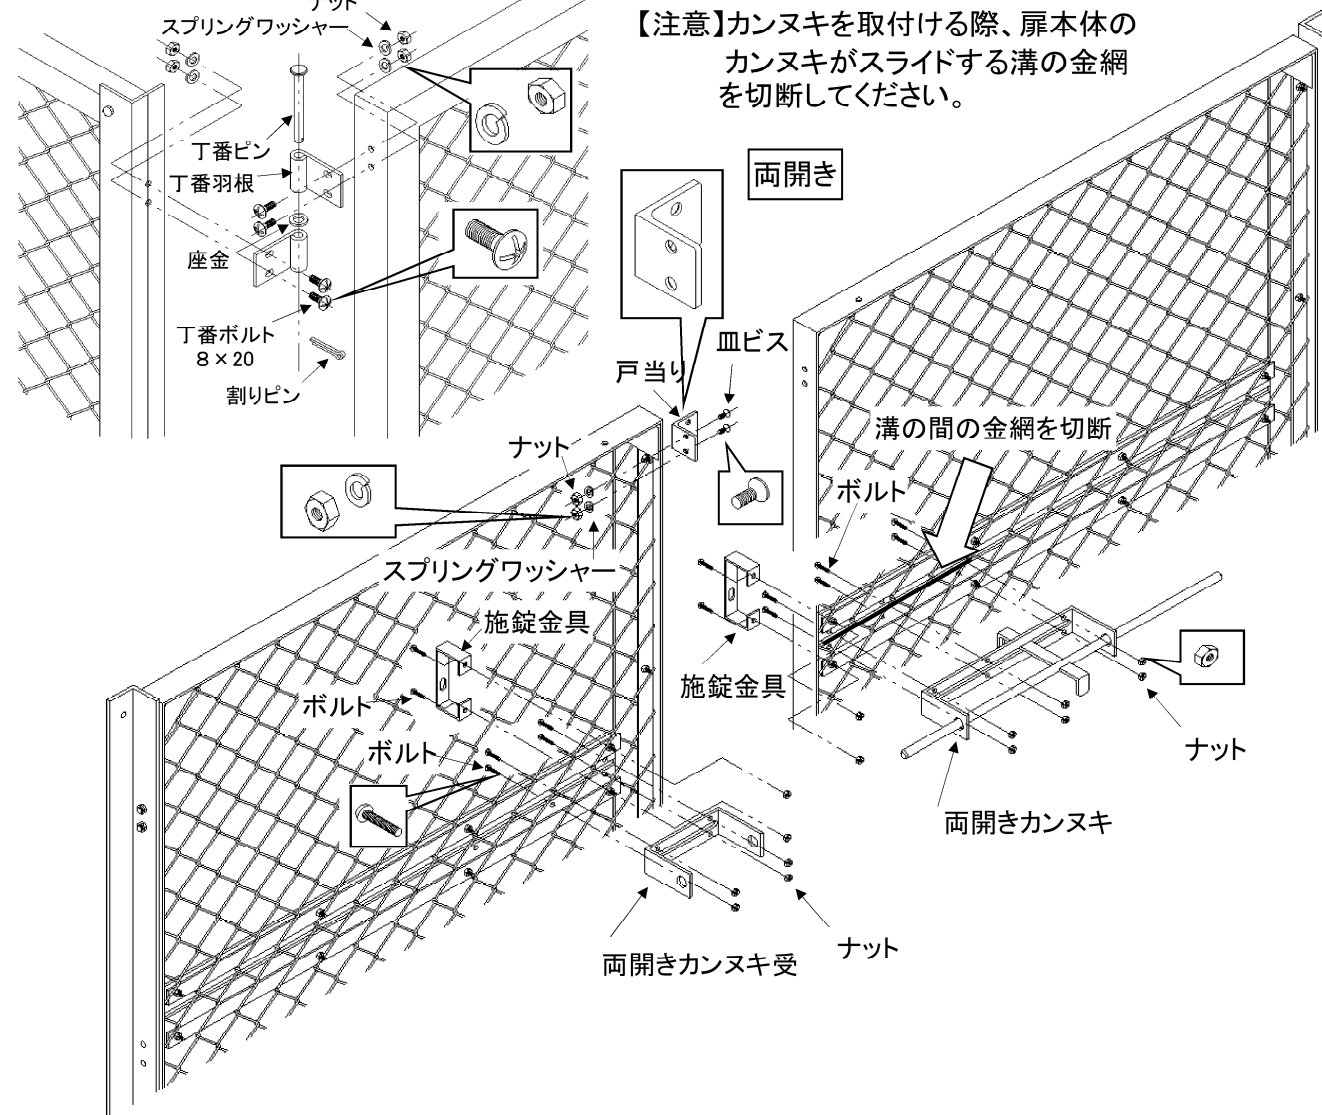 ナット
スプリングワッシャー
【注意】カンヌキを取付ける際、扉本体の
カンヌキがスライドする溝の金網
を切断してください。
丁番ピン
丁番羽根
座金
丁番ボルト
8×20
割りピン
両開き
皿ビス
戸当り
溝の間の金網を切断
ナット
ボルト
スプリングワッシャー
施錠金具
施錠金具
ボルト
ボルト
ナット
両開きカンヌキ
両開きカンヌキ受
ナット